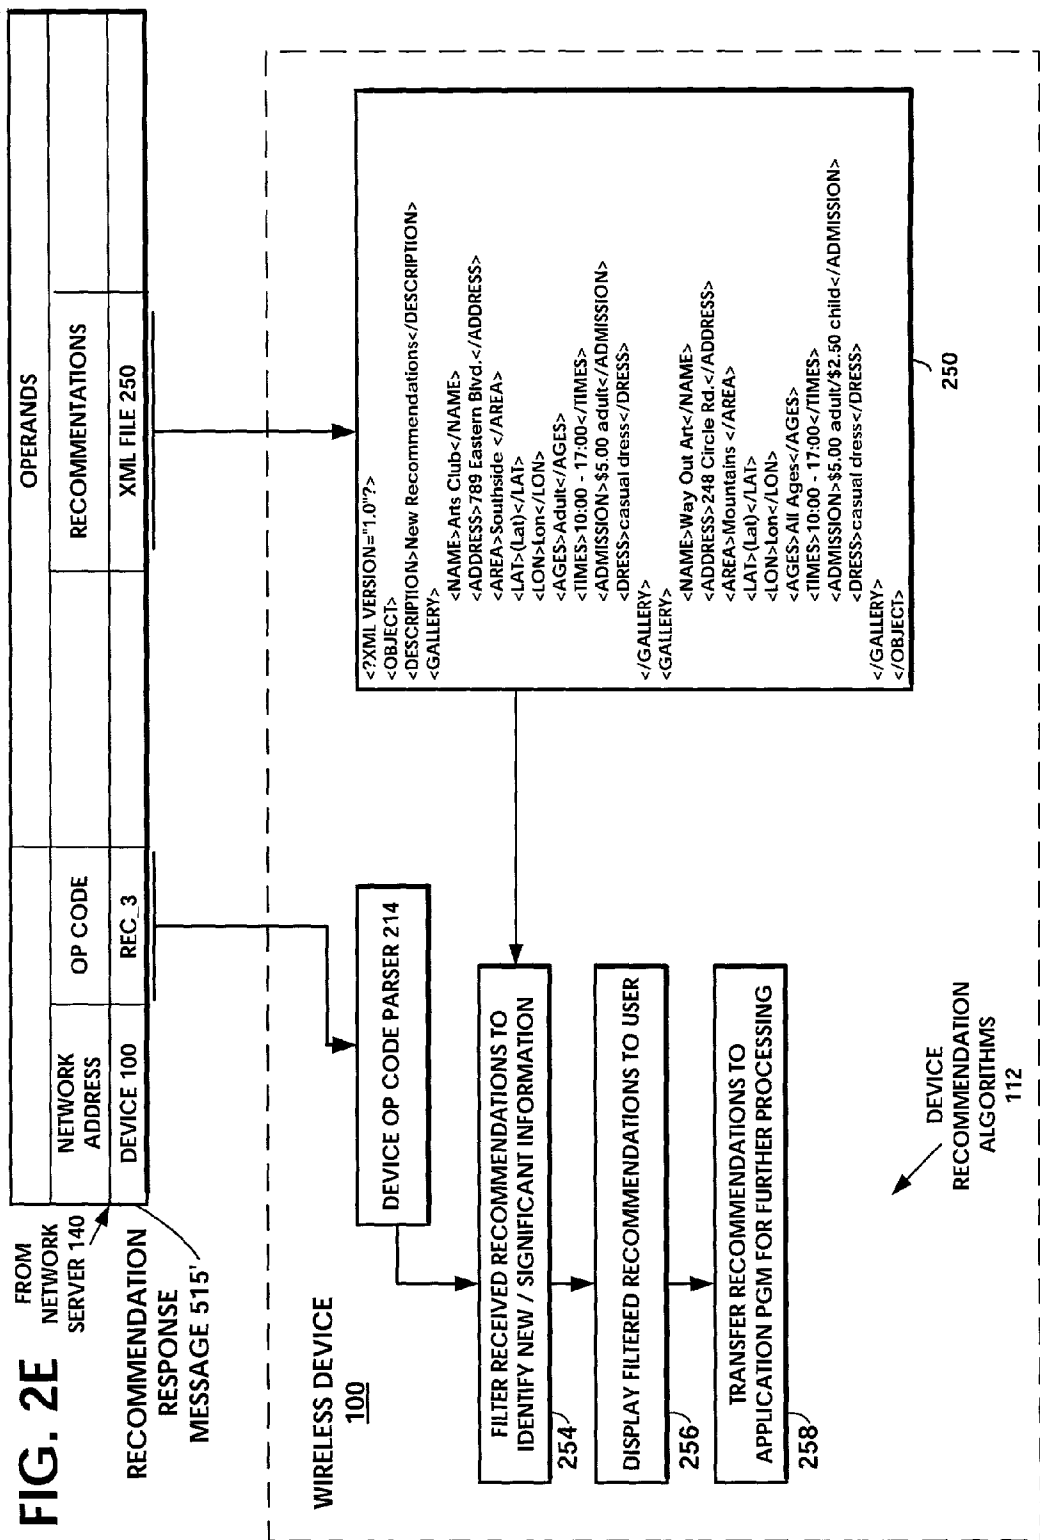 FIG. 2E
FROM
NETWORK
SERVER 140
RECOMMENDATION
RESPONSE
MESSAGE 515'
OPERANDS
NETWORK
ADDRESS
OP CODE
RECOMMENTATIONS
DEVICE 100
REC_3
XML FILE 250
WIRELESS DEVICE
100
DEVICE OP CODE PARSER 214
FILTER RECEIVED RECOMMENDATIONS TO
IDENTIFY NEW / SIGNIFICANT INFORMATION
254
DISPLAY FILTERED RECOMMENDATIONS TO USER
256
TRANSFER RECOMMENDATIONS TO
APPLICATION PGM FOR FURTHER PROCESSING
258
DEVICE
RECOMMENDATION
ALGORITHMS
112
<?XML VERSION="1.0"?>
<OBJECT>
<DESCRIPTION>New Recommendations</DESCRIPTION>
<GALLERY>
<NAME>Arts Club</NAME>
<ADDRESS>789 Eastern Blvd.</ADDRESS>
<AREA>Southside </AREA>
<LAT>(Lat)</LAT>
<LON>Lon</LON>
<AGES>Adult</AGES>
<TIMES>10:00 - 17:00</TIMES>
<ADMISSION>$5.00 adult</ADMISSION>
<DRESS>casual dress</DRESS>
</GALLERY>
<GALLERY>
<NAME>Way Out Art</NAME>
<ADDRESS>248 Circle Rd.</ADDRESS>
<AREA>Mountains </AREA>
<LAT>(Lat)</LAT>
<LON>Lon</LON>
<AGES>All Ages</AGES>
<TIMES>10:00 - 17:00</TIMES>
<ADMISSION>$5.00 adult/$2.50 child</ADMISSION>
<DRESS>casual dress</DRESS>
</GALLERY>
</OBJECT>
250